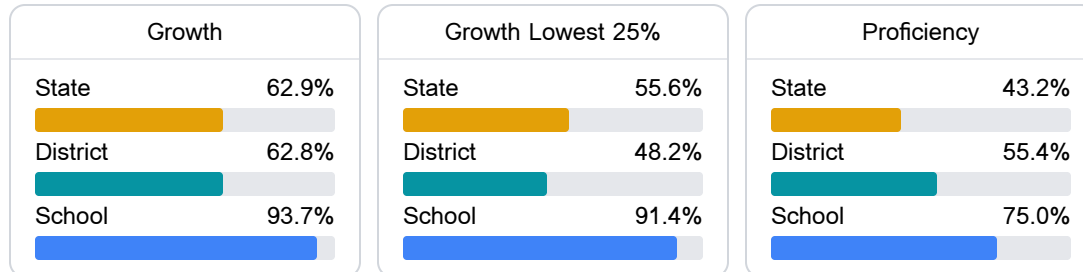 Growth
State 62.9%
District 62.8%
School 93.7%
Growth Lowest 25%
State 55.6%
District 48.2%
School 91.4%
Proficiency
State 43.2%
District 55.4%
School 75.0%